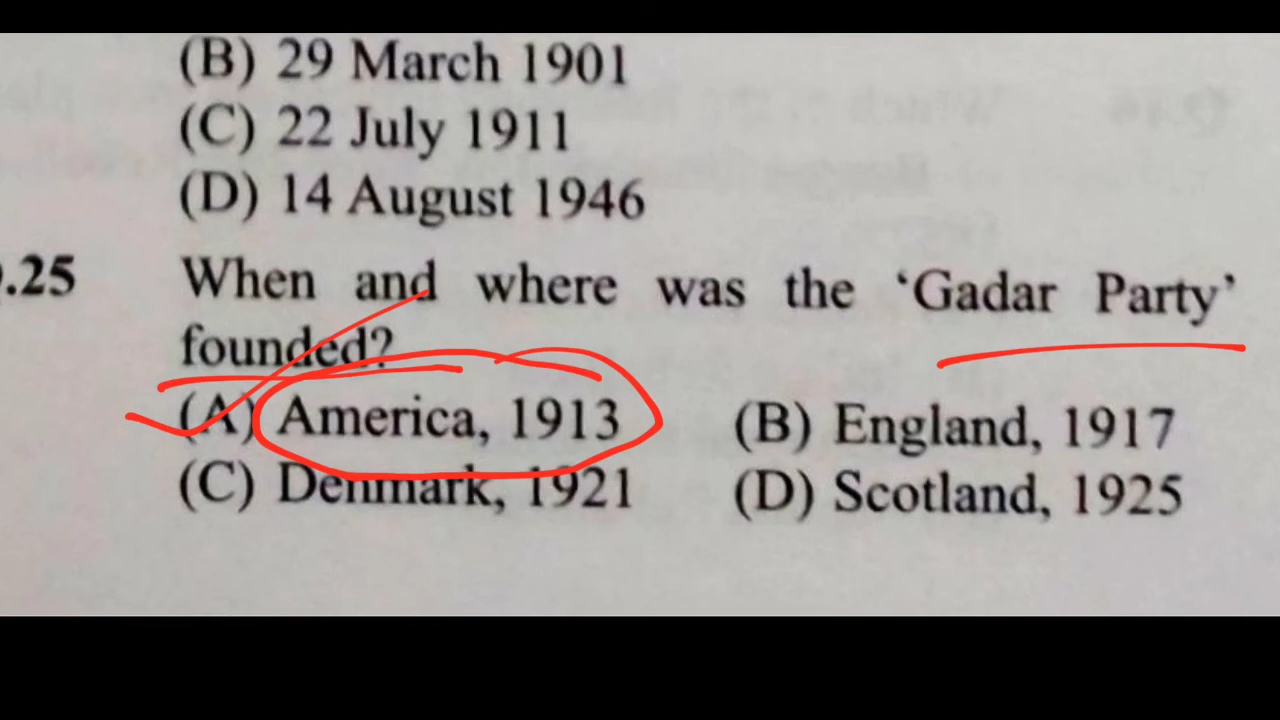 (B) 29 March 1901
(C) 22 July 1911
(D) 14 August 1946
.25 When and where was the ‘Gadar Party’
founded?
(A) America, 1913 (B) England, 1917
(C) Denmark, 1921 (D) Scotland, 1925